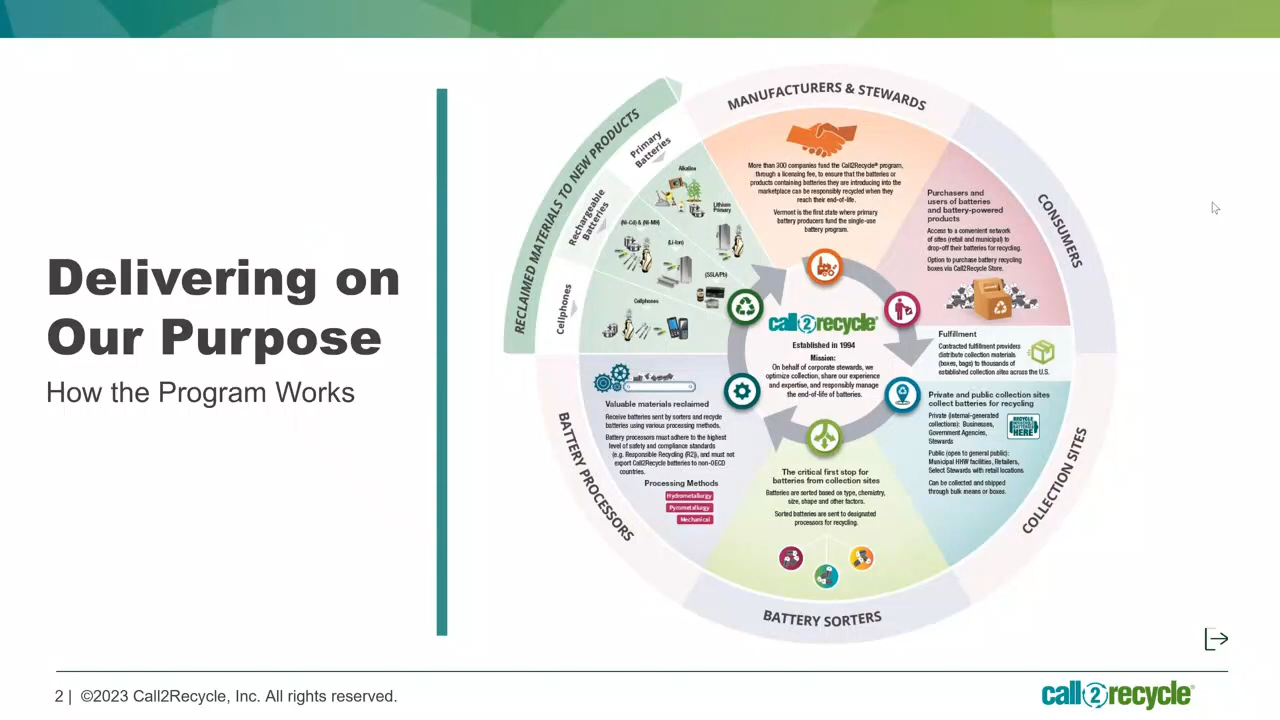 Delivering on
Our Purpose
How the Program Works
MANUFACTURERS & STEWARDS
More than 300 companies fund the Call2Recycle® program,
through a licensing fee, to ensure that the batteries or
products containing batteries they are introducing into the
marketplace can be responsibly recycled when they
reach their end-of-life.
Vermont is the first state where primary
battery producers fund the single-use
battery program.
CONSUMERS
Purchasers and
users of batteries
and battery-powered
products
Access to a convenient network
of sites (retail and municipal) to
drop-off their batteries for recycling.
Option to purchase battery recycling
boxes via Call2Recycle Store.
Fulfillment
Contracted fulfillment providers
distribute collection materials
(boxes, bags) to thousands of
established collection sites across the U.S.
COLLECTION SITES
Private and public collection sites
collect batteries for recycling
Private (internal-generated
collections): Businesses,
Government Agencies,
Stewards
RECYCLE
HERE
Public (open to general public):
Municipal HHW facilities, Retailers,
Select Stewards with retail locations
Can be collected and shipped
through bulk means or boxes.
BATTERY SORTERS
The critical first stop for
batteries from collection sites
Batteries are sorted based on type, chemistry,
size, shape and other factors.
Sorted batteries are sent to designated
processors for recycling.
BATTERY PROCESSORS
Valuable materials reclaimed
Receive batteries sent by sorters and recycle
batteries using various processing methods.
Battery processors must adhere to the highest
level of safety and compliance standards
(e.g. Responsible Recycling (R2)), and must not
export Call2Recycle batteries to non-OECD
countries.
Processing Methods
Hydrometallurgy
Pyrometallurgy
Mechanical
RECLAIMED MATERIALS TO NEW PRODUCTS
Primary
Batteries
Alkaline
Lithium
Primary
Rechargeable
Batteries
(Ni-Cd) & (Ni-MH)
(Li-Ion)
(SSLA/Pb)
Cellphones
Cellphones
call2recycle®
Established in 1994
Mission:
On behalf of corporate stewards, we
optimize collection, share our experience
and expertise, and responsibly manage
the end-of-life of batteries.
2 | ©2023 Call2Recycle, Inc. All rights reserved.
call2recycle®